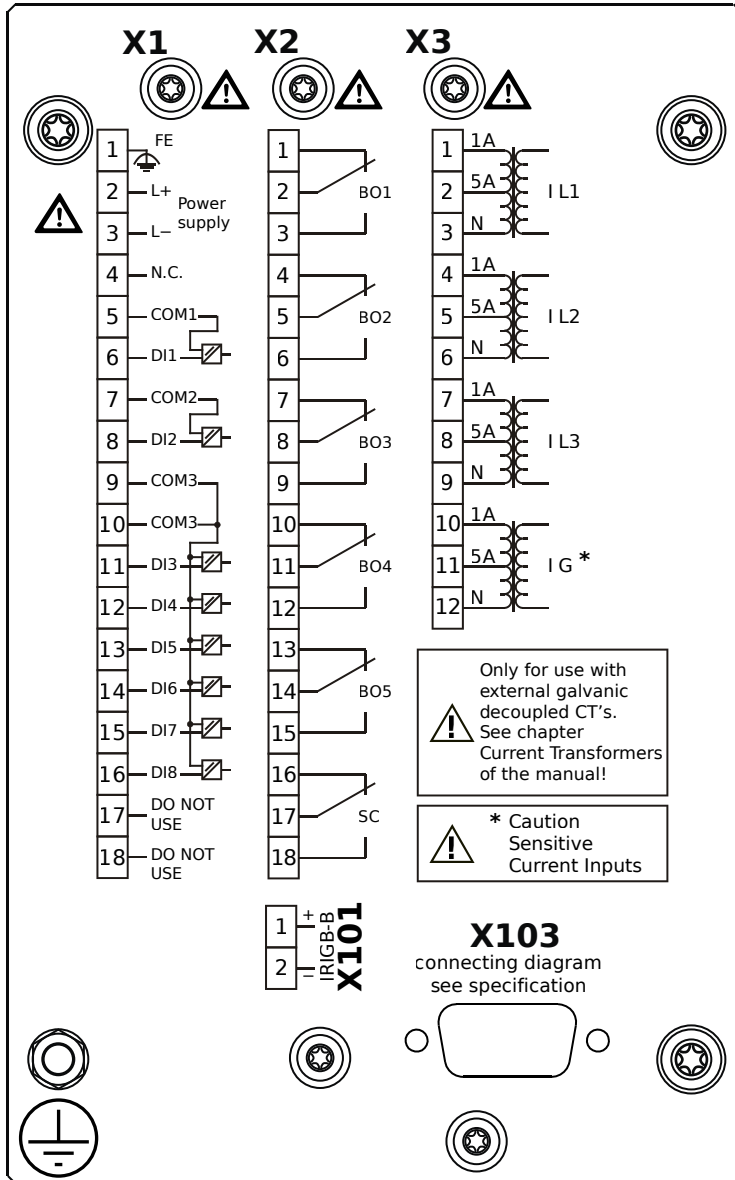 X1
1 FE
2 L+ Power
3 L− supply
4 N.C.
5 COM1
6 DI1
7 COM2
8 DI2
9 COM3
10 COM3
11 DI3
12 DI4
13 DI5
14 DI6
15 DI7
16 DI8
17 DO NOT
USE
18 DO NOT
USE
X2
1
2 BO1
3
4
5 BO2
6
7
8 BO3
9
10
11 BO4
12
13
14 BO5
15
16
17 SC
18
X3
1 1A
2 5A I L1
3 N
4 1A
5 5A I L2
6 N
7 1A
8 5A I L3
9 N
10 1A
11 5A I G *
12 N
Only for use with
external galvanic
decoupled CT's.
See chapter
Current Transformers
of the manual!
* Caution
Sensitive
Current Inputs
1 +
2 −
IRIGB-B
X101
X103
connecting diagram
see specification